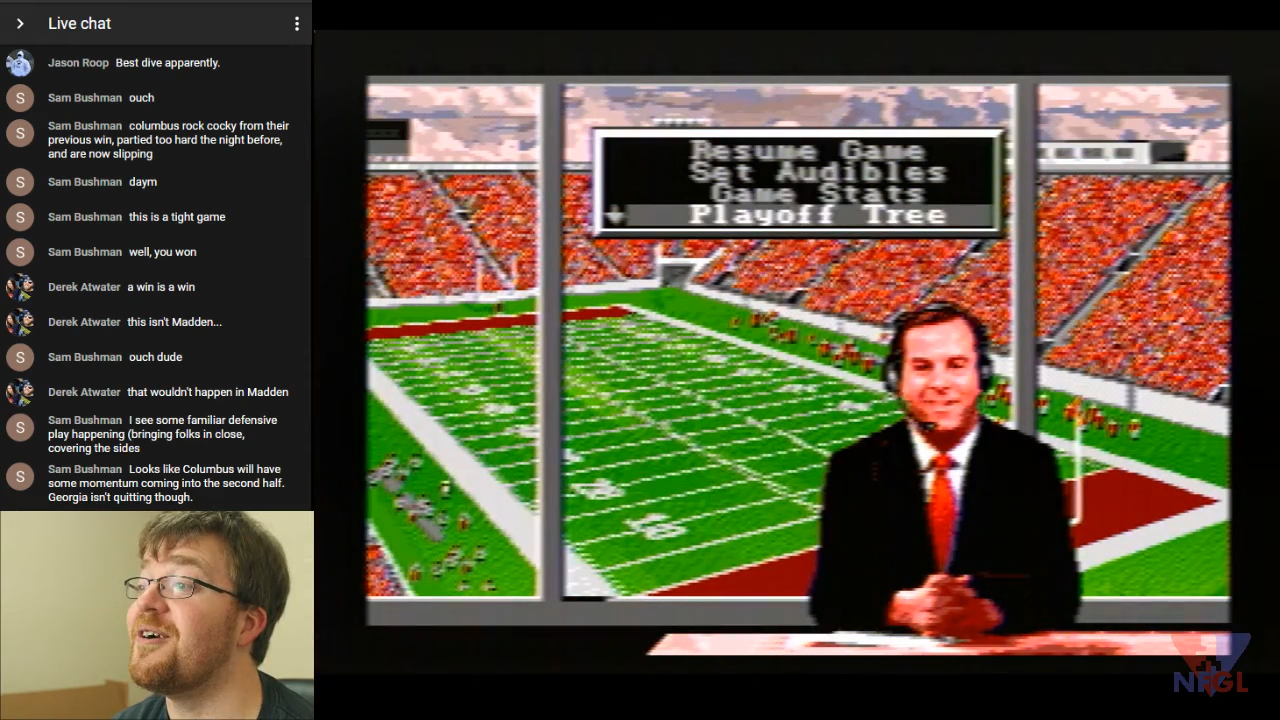 Live chat
Jason Roop Best dive apparently.
Sam Bushman ouch
Sam Bushman columbus rock cocky from their
previous win, partied too hard the night before,
and are now slipping
Sam Bushman daym
Sam Bushman this is a tight game
Sam Bushman well, you won
Derek Atwater a win is a win
Derek Atwater this isn't Madden...
Sam Bushman ouch dude
Derek Atwater that wouldn't happen in Madden
Sam Bushman I see some familiar defensive
play happening (bringing folks in close,
covering the sides
Sam Bushman Looks like Columbus will have
some momentum coming into the second half.
Georgia isn't quitting though.
S
S
S
S
S
S
S
S
Resume Game
Set Audibles
Game Stats
Playoff Tree